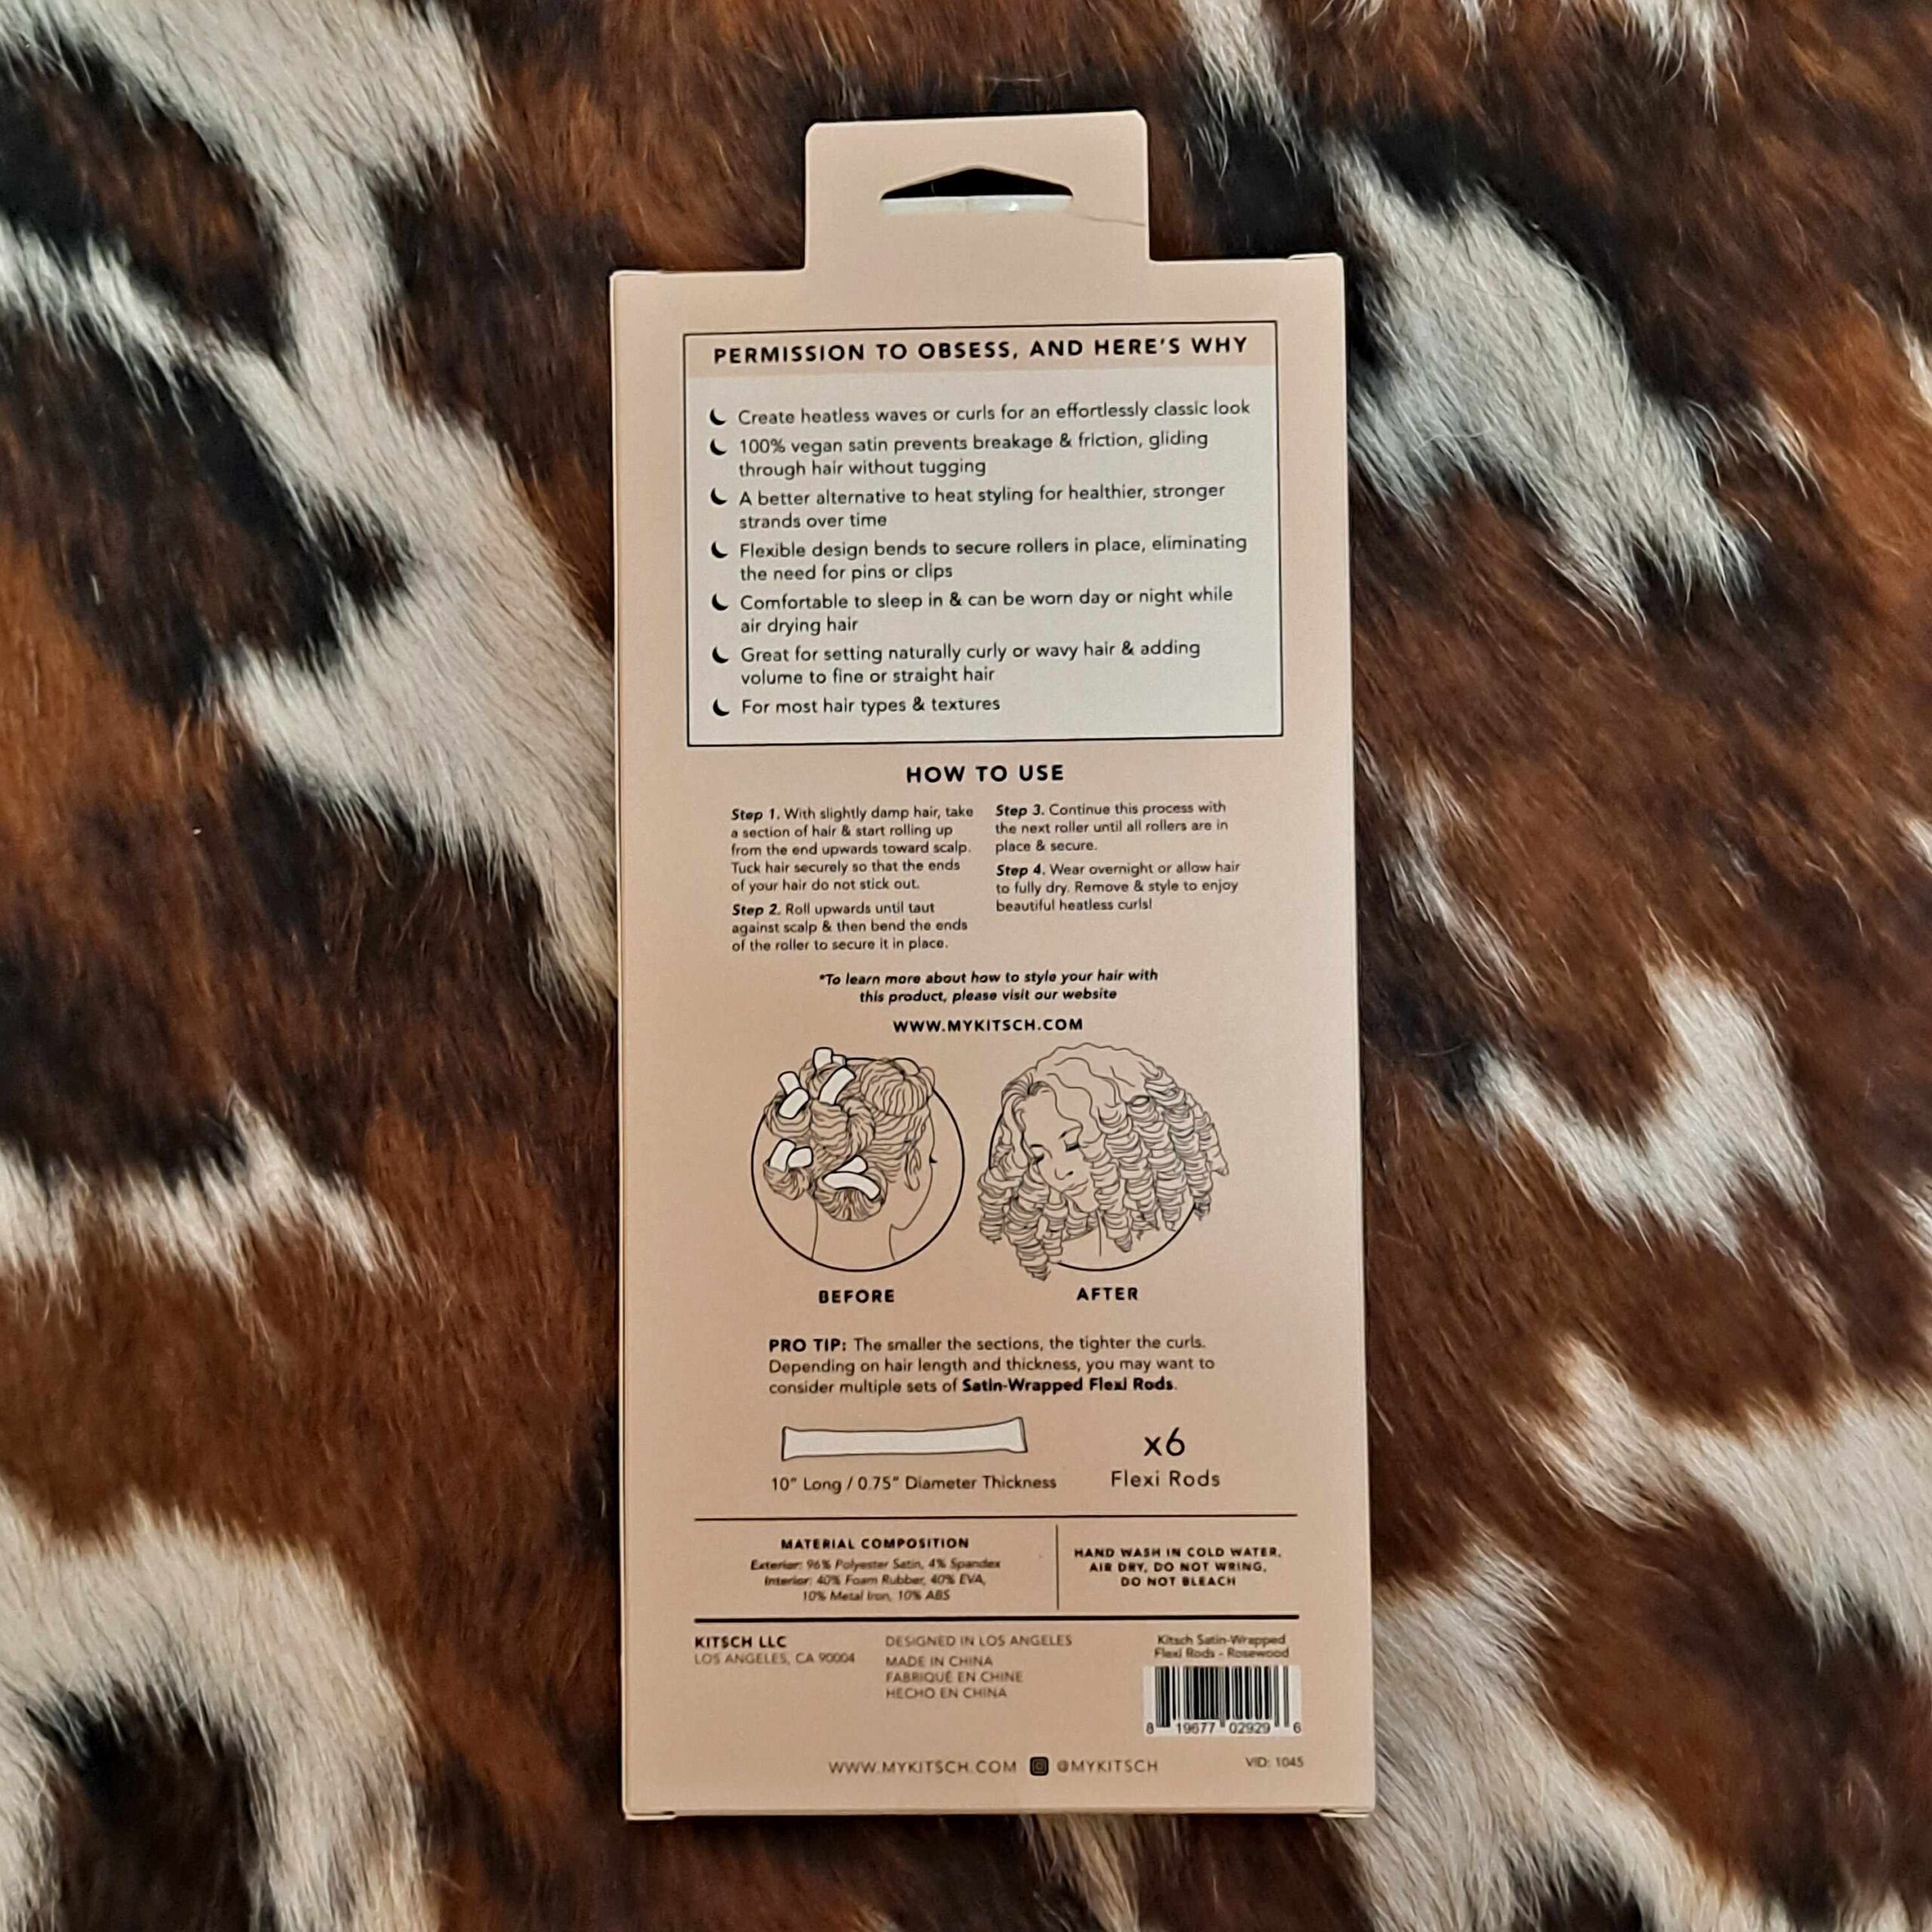 PERMISSION TO OBSESS, AND HERE'S WHY
Create heatless waves or curls for an effortlessly classic look
100% vegan satin prevents breakage & friction, gliding
through hair without tugging
A better alternative to heat styling for healthier, stronger
strands over time
Flexible design bends to secure rollers in place, eliminating
the need for pins or clips
Comfortable to sleep in & can be worn day or night while
air drying hair
Great for setting naturally curly or wavy hair & adding
volume to fine or straight hair
For most hair types & textures
HOW TO USE
Step 1. With slightly damp hair, take
a section of hair & start rolling up
from the end upwards toward scalp.
Tuck hair securely so that the ends
of your hair do not stick out.
Step 2. Roll upwards until taut
against scalp & then bend the ends
of the roller to secure it in place.
Step 3. Continue this process with
the next roller until all rollers are in
place & secure.
Step 4. Wear overnight or allow hair
to fully dry. Remove & style to enjoy
beautiful heatless curls!
*To learn more about how to style your hair with
this product, please visit our website
WWW.MYKITSCH.COM
BEFORE
AFTER
PRO TIP: The smaller the sections, the tighter the curls.
Depending on hair length and thickness, you may want to
consider multiple sets of Satin-Wrapped Flexi Rods.
10" Long / 0.75" Diameter Thickness
x6
Flexi Rods
MATERIAL COMPOSITION
Exterior: 96% Polyester Satin, 4% Spandex
Interior: 40% Foam Rubber, 40% EVA,
10% Metal Iron, 10% ABS
HAND WASH IN COLD WATER,
AIR DRY, DO NOT WRING,
DO NOT BLEACH
KITSCH LLC
LOS ANGELES, CA 90004
DESIGNED IN LOS ANGELES
MADE IN CHINA
FABRIQUÉ EN CHINE
HECHO EN CHINA
Kitsch Satin-Wrapped
Flexi Rods - Rosewood
8 19677 02929 6
WWW.MYKITSCH.COM @MYKITSCH
VID: 1045